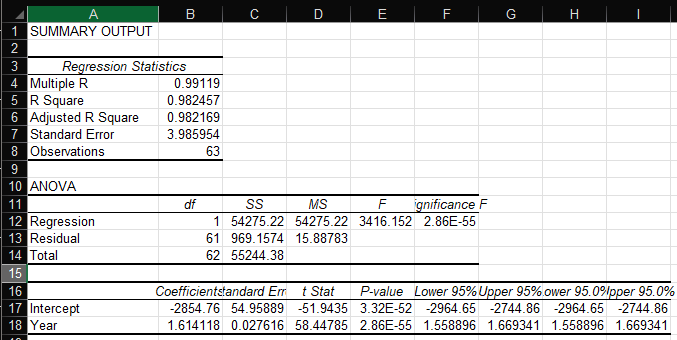 A B C D E F G H I
1 SUMMARY OUTPUT
2
3 Regression Statistics
4 Multiple R 0.99119
5 R Square 0.982457
6 Adjusted R Square 0.982169
7 Standard Error 3.985954
8 Observations 63
9
10 ANOVA
11 df SS MS F ignificance F
12 Regression 1 54275.22 54275.22 3416.152 2.86E-55
13 Residual 61 969.1574 15.88783
14 Total 62 55244.38
15
16 Coefficients tandard Err t Stat P-value Lower 95% Upper 95% ower 95.0% pper 95.0%
17 Intercept -2854.76 54.95889 -51.9435 3.32E-52 -2964.65 -2744.86 -2964.65 -2744.86
18 Year 1.614118 0.027616 58.44785 2.86E-55 1.558896 1.669341 1.558896 1.669341